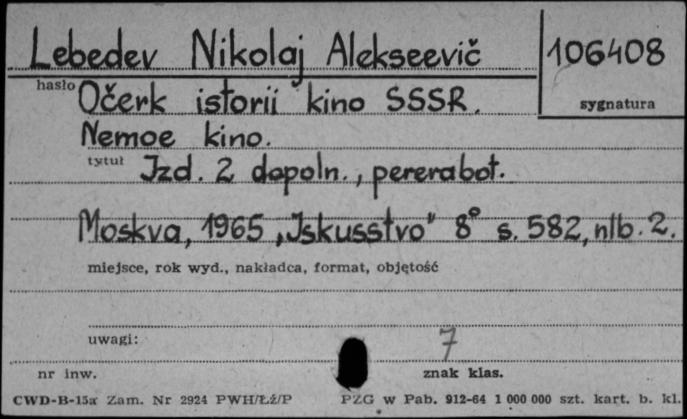 Lebedev Nikolaj Alekseevič 106408
hasło Očerk istorii kino SSSR. sygnatura
Nemoe kino.
tytuł Izd. 2 dopoln., pererabot.
Moskva, 1965 „Iskusstvo" 8° s. 582, nlb. 2.
miejsce, rok wyd., nakładca, format, objętość
uwagi: 7
nr inw. znak klas.
CWD-B-15a Zam. Nr 2924 PWH/Łź/P PZG w Pab. 912-64 1 000 000 szt. kart. b. kl.